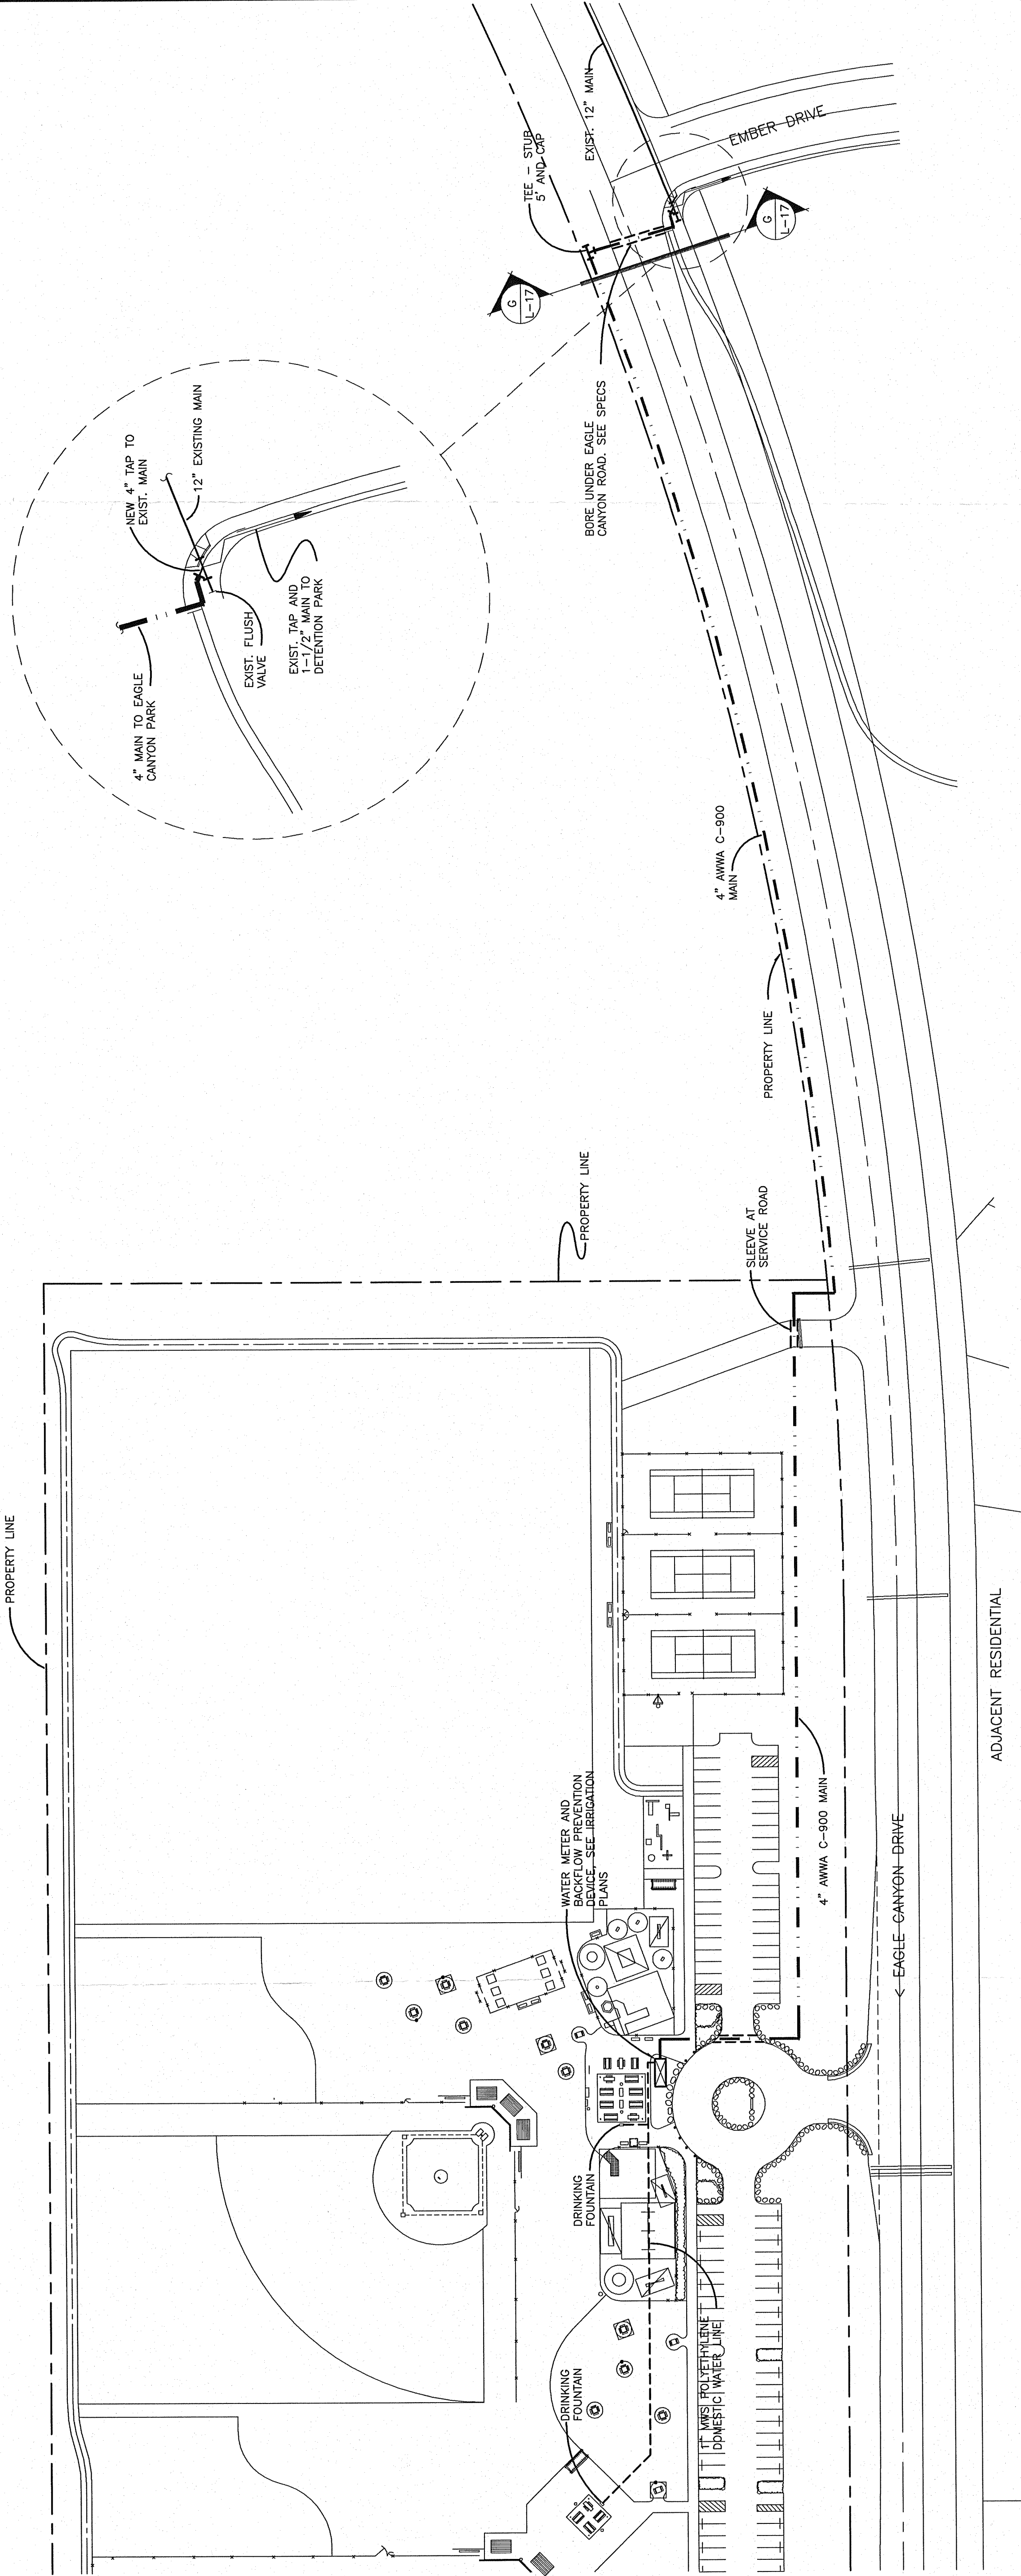 EXIST. 12" MAIN
EMBER DRIVE
TEE – STUB
5' AND CAP
G
L-17
G
L-17
BORE UNDER EAGLE
CANYON ROAD. SEE SPECS
NEW 4" TAP TO
EXIST. MAIN
12" EXISTING MAIN
4" MAIN TO EAGLE
CANYON PARK
EXIST. FLUSH
VALVE
EXIST. TAP AND
1-1/2" MAIN TO
DETENTION PARK
4" AWWA C-900
MAIN
PROPERTY LINE
PROPERTY LINE
SLEEVE AT
SERVICE ROAD
PROPERTY LINE
ADJACENT RESIDENTIAL
WATER METER AND
BACKFLOW PREVENTION
DEVICE, SEE IRRIGATION
PLANS
4" AWWA C-900 MAIN
EAGLE CANYON DRIVE
DRINKING
FOUNTAIN
1" MWS POLYETHYLENE
DOMESTIC WATER LINE
DRINKING
FOUNTAIN